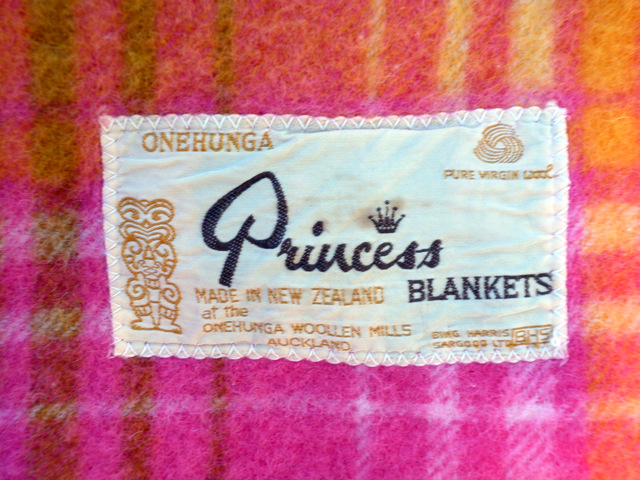 ONEHUNGA
PURE VIRGIN wool
Princess
BLANKETS
MADE IN NEW ZEALAND
at the
ONEHUNGA WOOLLEN MILLS
AUCKLAND
BING HARRIS
SARGOOD LTD BHS